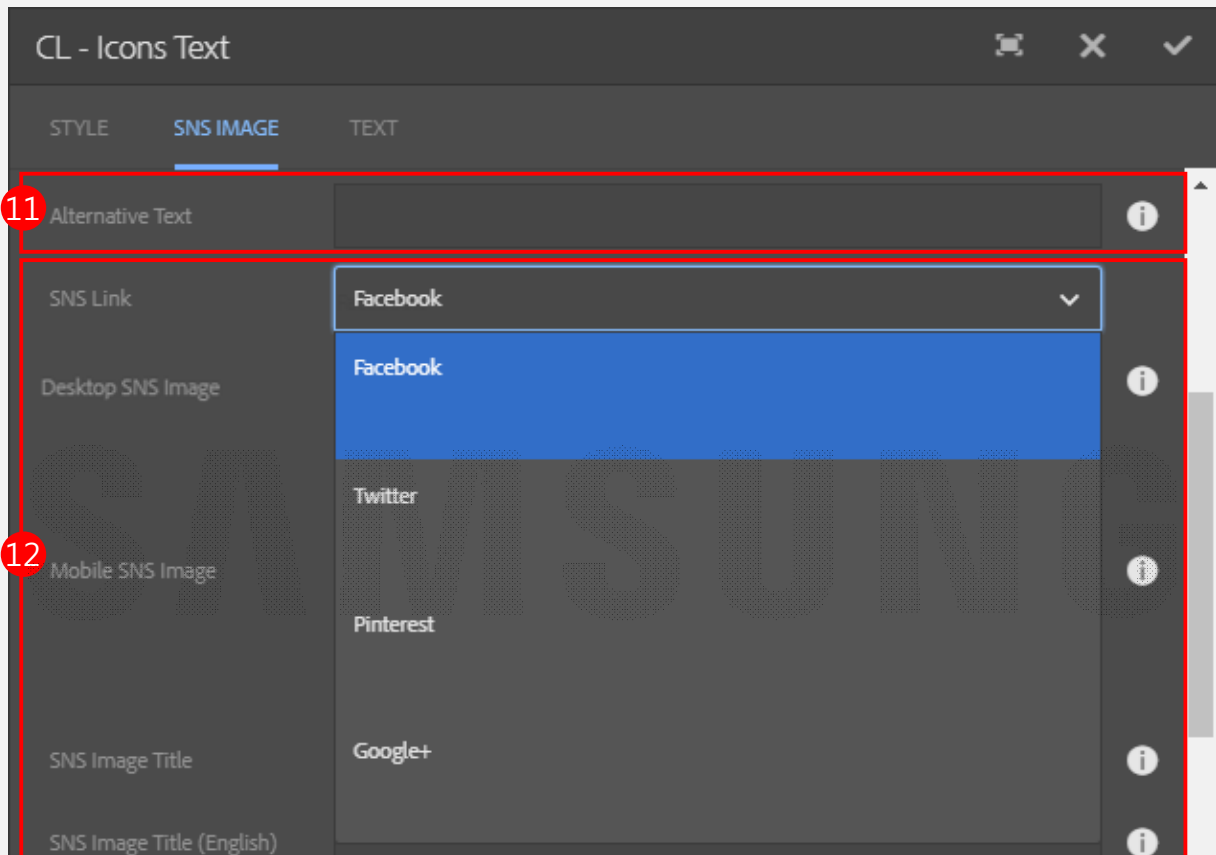 CL - Icons Text
STYLE SNS IMAGE TEXT
11 Alternative Text
SNS Link Facebook
Facebook
Desktop SNS Image
Twitter
12
Mobile SNS Image
Pinterest
SNS Image Title
Google+
SNS Image Title (English)
SAMSUNG